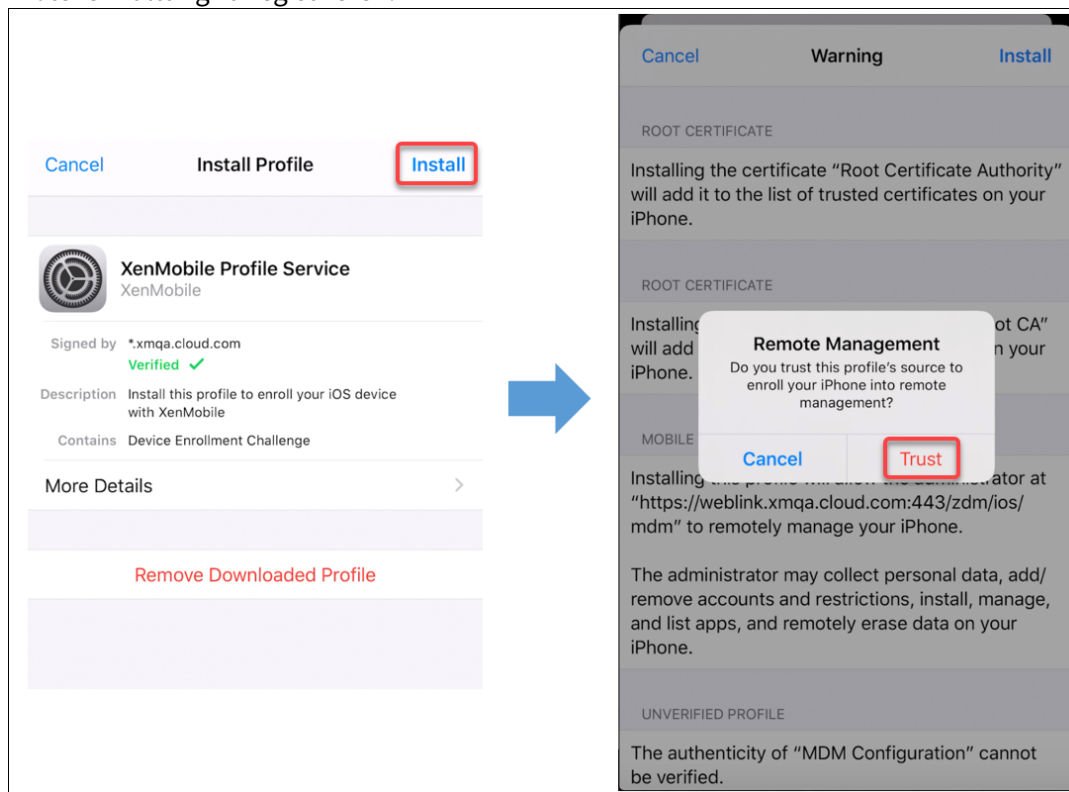 Cancel
Install Profile
Install
XenMobile Profile Service
XenMobile
Signed by *.xmqa.cloud.com
Verified ✓
Description Install this profile to enroll your iOS device
with XenMobile
Contains Device Enrollment Challenge
More Details
Remove Downloaded Profile
Cancel
Warning
Install
ROOT CERTIFICATE
Installing the certificate “Root Certificate Authority”
will add it to the list of trusted certificates on your
iPhone.
ROOT CERTIFICATE
Installing
ot CA”
will add
n your
iPhone.
Remote Management
Do you trust this profile’s source to
enroll your iPhone into remote
management?
Cancel
Trust
MOBILE
Installing this profile will allow the administrator at
“https://weblink.xmqa.cloud.com:443/zdm/ios/
mdm” to remotely manage your iPhone.
The administrator may collect personal data, add/
remove accounts and restrictions, install, manage,
and list apps, and remotely erase data on your
iPhone.
UNVERIFIED PROFILE
The authenticity of “MDM Configuration” cannot
be verified.